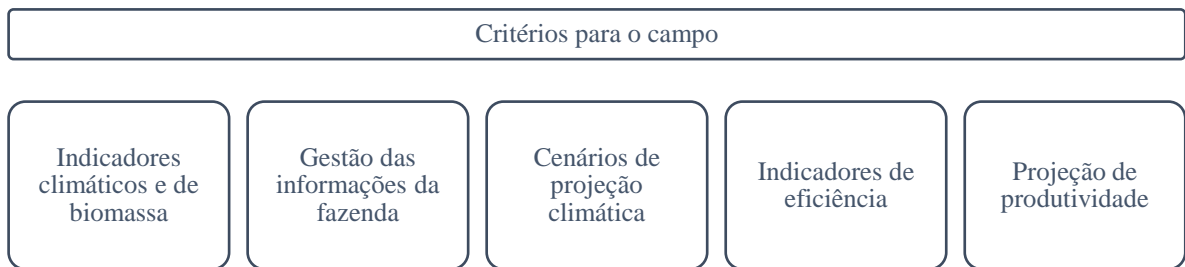 Critérios para o campo
Indicadores
climáticos e de
biomassa
Gestão das
informações da
fazenda
Cenários de
projeção
climática
Indicadores de
eficiência
Projeção de
produtividade